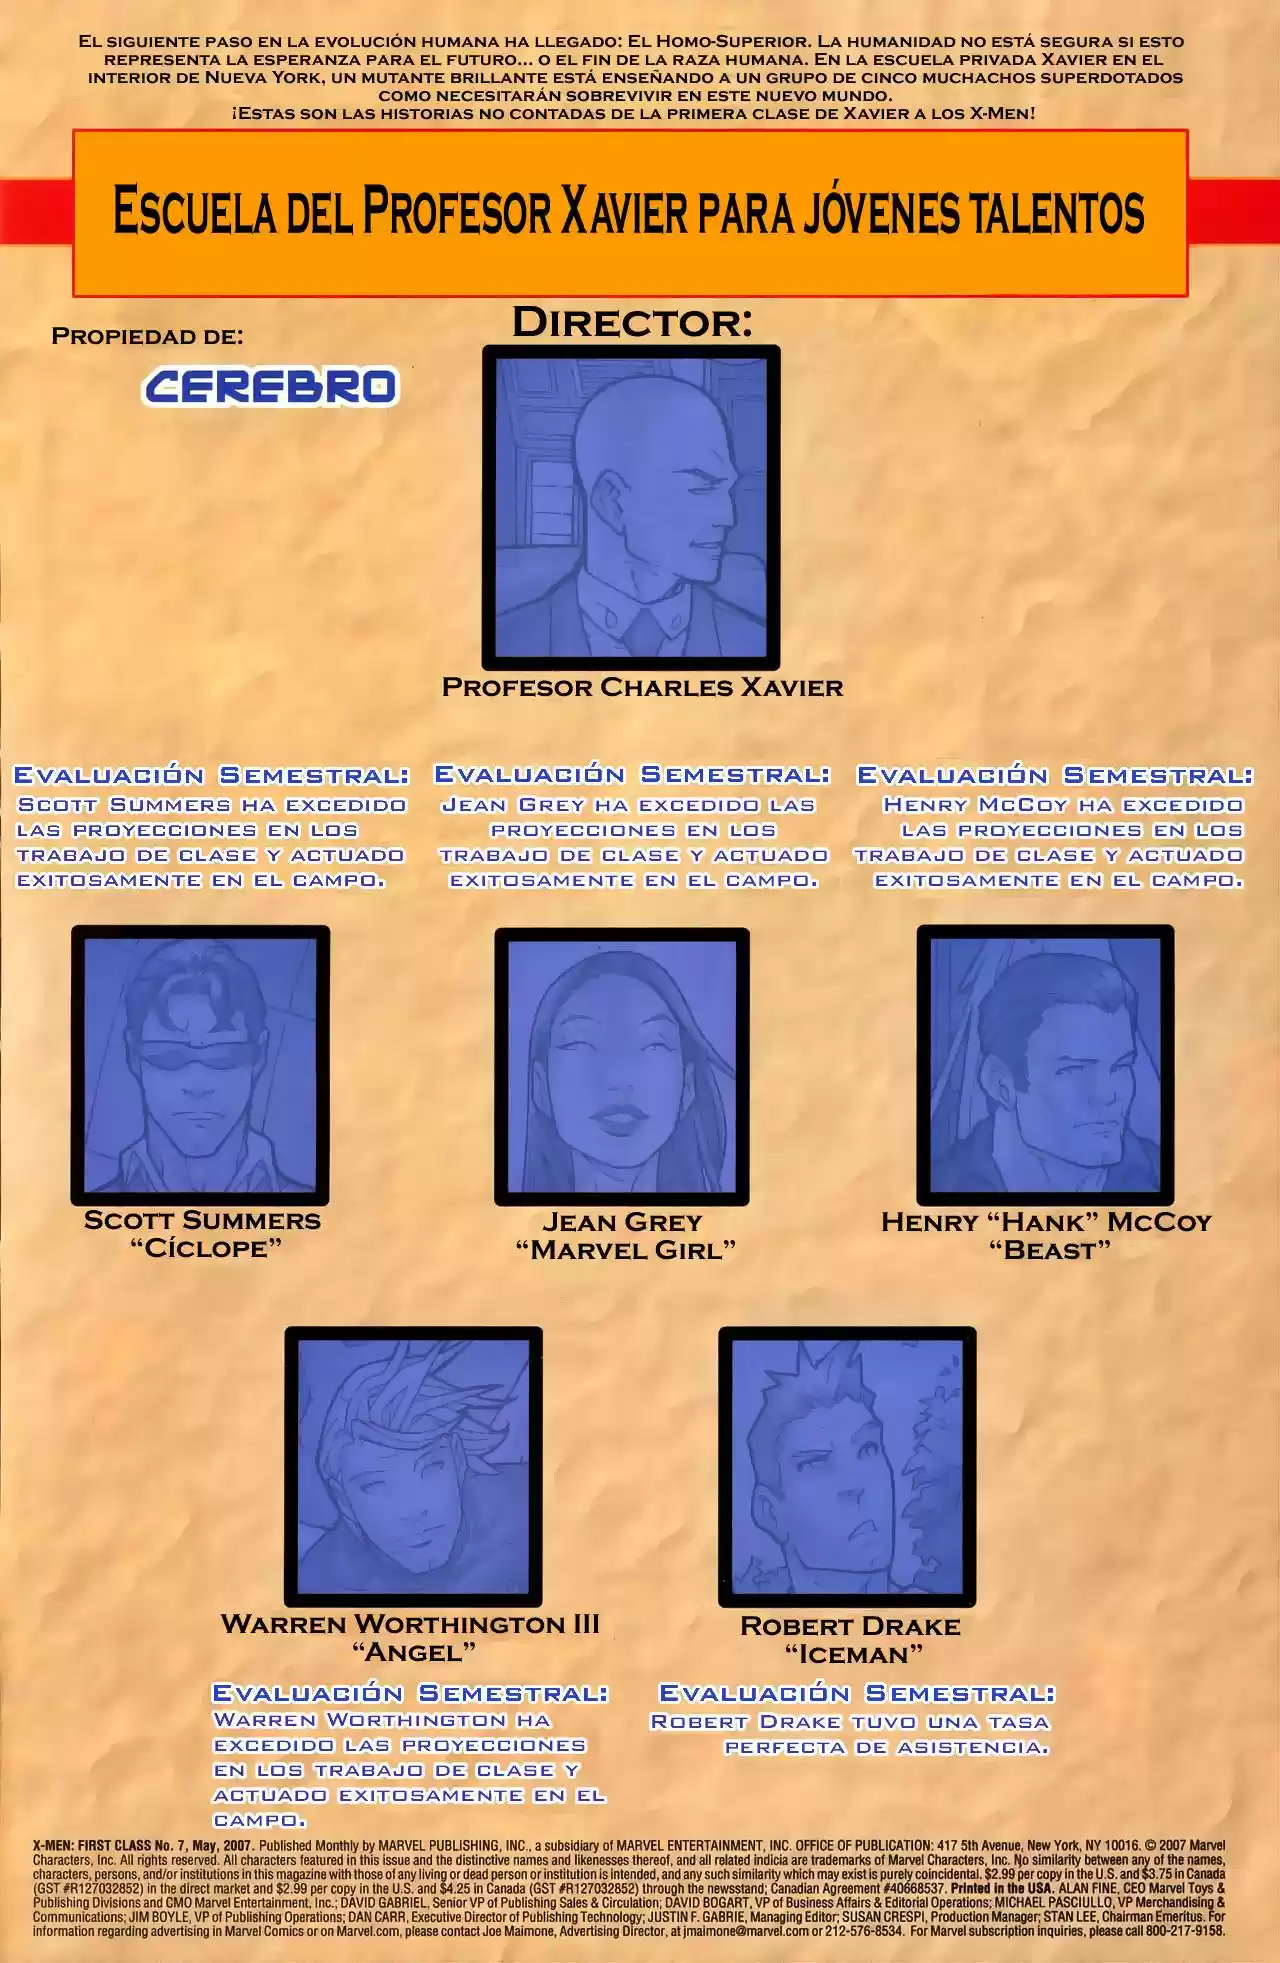 El siguiente paso en la evolución humana ha llegado: El Homo-Superior. La humanidad no está segura si esto
representa la esperanza para el futuro... o el fin de la raza humana. En la escuela privada Xavier en el
interior de Nueva York, un mutante brillante está enseñando a un grupo de cinco muchachos superdotados
como necesitarán sobrevivir en este nuevo mundo.
¡Estas son las historias no contadas de la primera clase de Xavier a los X-Men!
Escuela del Profesor Xavier para jóvenes talentos
Propiedad de:
CEREBRO
Director:
Profesor Charles Xavier
Evaluación Semestral:
Scott Summers ha excedido
las proyecciones en los
trabajo de clase y actuado
exitosamente en el campo.
Evaluación Semestral:
Jean Grey ha excedido las
proyecciones en los
trabajo de clase y actuado
exitosamente en el campo.
Evaluación Semestral:
Henry McCoy ha excedido
las proyecciones en los
trabajo de clase y actuado
exitosamente en el campo.
Scott Summers
“Cíclope”
Jean Grey
“Marvel Girl”
Henry “Hank” McCoy
“Beast”
Warren Worthington III
“Angel”
Robert Drake
“Iceman”
Evaluación Semestral:
Warren Worthington ha
excedido las proyecciones
en los trabajo de clase y
actuado exitosamente en el
campo.
Evaluación Semestral:
Robert Drake tuvo una tasa
perfecta de asistencia.
X-MEN: FIRST CLASS No. 7, May, 2007. Published Monthly by MARVEL PUBLISHING, INC., a subsidiary of MARVEL ENTERTAINMENT, INC. OFFICE OF PUBLICATION: 417 5th Avenue, New York, NY 10016. © 2007 Marvel
Characters, Inc. All rights reserved. All characters featured in this issue and the distinctive names and likenesses thereof, and all related indicia are trademarks of Marvel Characters, Inc. No similarity between any of the names,
characters, persons, and/or institutions in this magazine with those of any living or dead person or institution is intended, and any such similarity which may exist is purely coincidental. $2.99 per copy in the U.S. and $3.75 in Canada
(GST #R127032852) in the direct market and $2.99 per copy in the U.S. and $4.25 in Canada (GST #R127032852) through the newsstand; Canadian Agreement #40668537. Printed in the USA. ALAN FINE, CEO Marvel Toys &
Publishing Divisions and CMO Marvel Entertainment, Inc.; DAVID GABRIEL, Senior VP of Publishing Sales & Circulation; DAVID BOGART, VP of Business Affairs & Editorial Operations; MICHAEL PASCIULLO, VP Merchandising &
Communications; JIM BOYLE, VP of Publishing Operations; DAN CARR, Executive Director of Publishing Technology; JUSTIN F. GABRIE, Managing Editor; SUSAN CRESPI, Production Manager; STAN LEE, Chairman Emeritus. For
information regarding advertising in Marvel Comics or on Marvel.com, please contact Joe Maimone, Advertising Director, at jmaimone@marvel.com or 212-576-8534. For Marvel subscription inquiries, please call 800-217-9158.